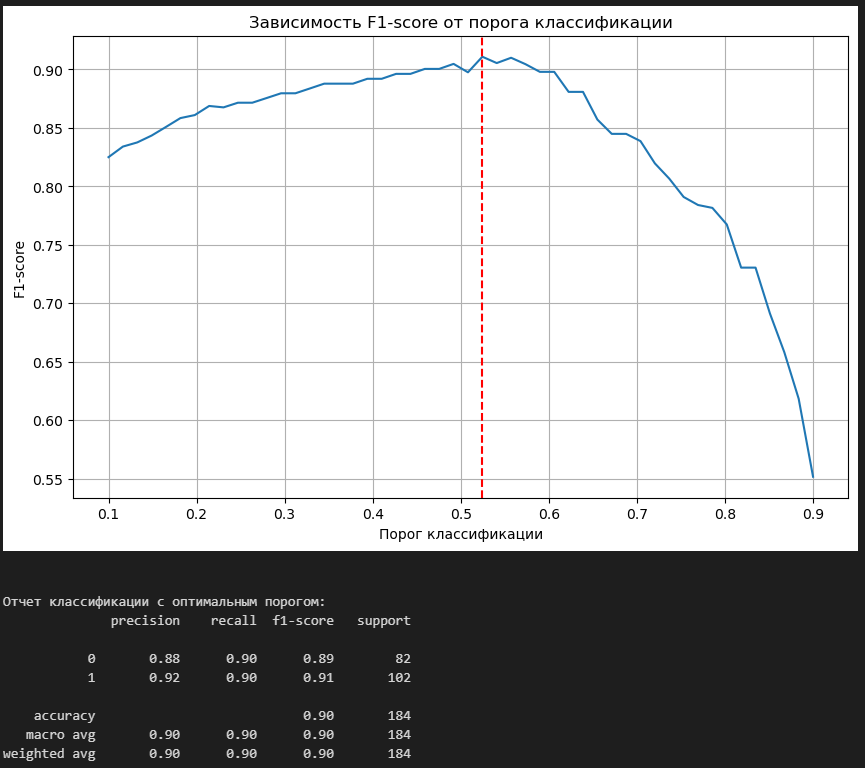 Зависимость F1-score от порога классификации
F1-score
0.90
0.85
0.80
0.75
0.70
0.65
0.60
0.55
0.1 0.2 0.3 0.4 0.5 0.6 0.7 0.8 0.9
Порог классификации
Отчет классификации с оптимальным порогом:
precision recall f1-score support
0 0.88 0.90 0.89 82
1 0.92 0.90 0.91 102
accuracy 0.90 184
macro avg 0.90 0.90 0.90 184
weighted avg 0.90 0.90 0.90 184